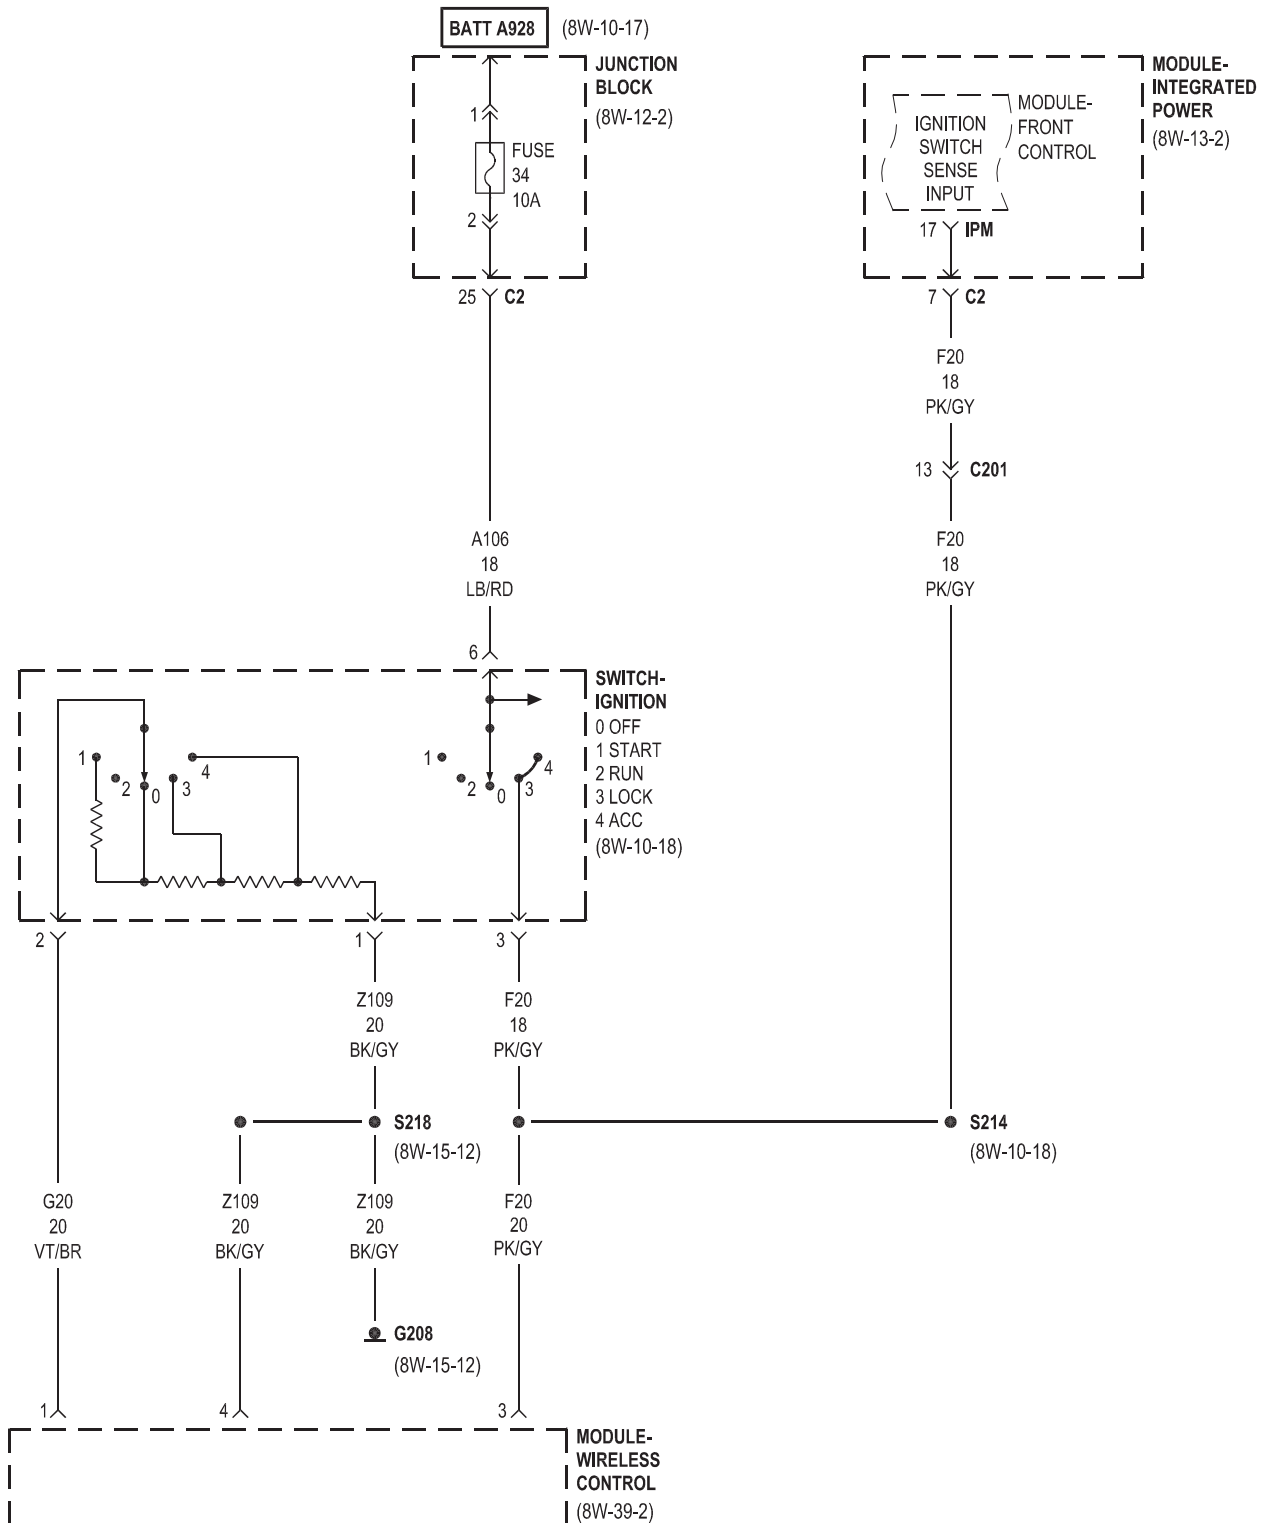 BATT A928 (8W-10-17)
JUNCTION
BLOCK
(8W-12-2)
1
FUSE
34
10A
2
25 C2
MODULE-
INTEGRATED
POWER
(8W-13-2)
MODULE-
FRONT
CONTROL
IGNITION
SWITCH
SENSE
INPUT
17 IPM
7 C2
F20
18
PK/GY
13 C201
A106
18
LB/RD
F20
18
PK/GY
6
SWITCH-
IGNITION
0 OFF
1 START
2 RUN
3 LOCK
4 ACC
(8W-10-18)
1
2
0
3
4
1
2
0
3
4
2
1
3
Z109
20
BK/GY
F20
18
PK/GY
S218
(8W-15-12)
S214
(8W-10-18)
G20
20
VT/BR
Z109
20
BK/GY
Z109
20
BK/GY
F20
20
PK/GY
G208
(8W-15-12)
1
4
3
MODULE-
WIRELESS
CONTROL
(8W-39-2)